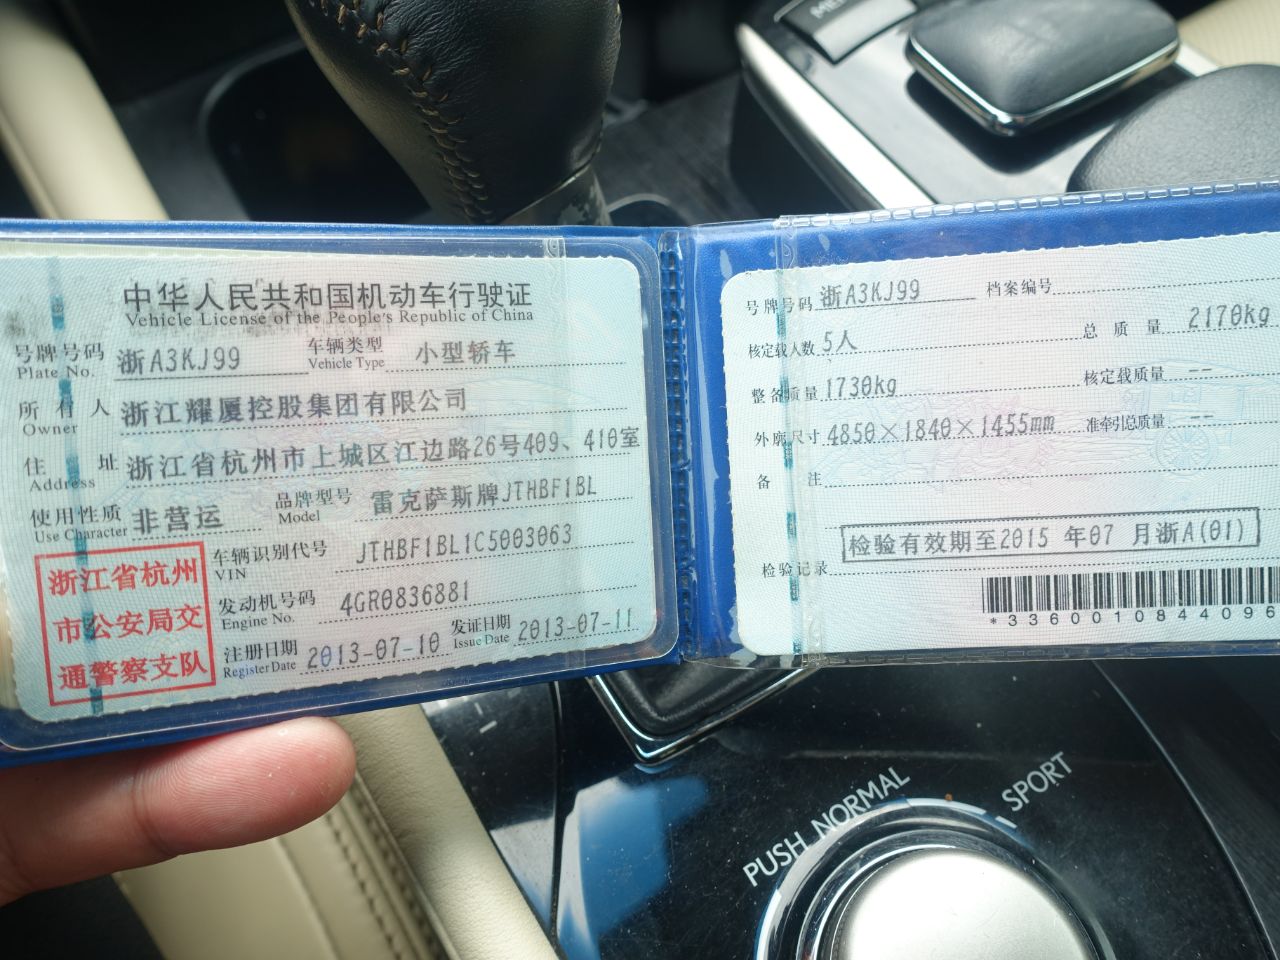 中华人民共和国机动车行驶证
Vehicle License of the People's Republic of China
号牌号码 浙A3KJ99 车辆类型 小型轿车
Plate No. Vehicle Type
所有人 浙江耀厦控股集团有限公司
Owner
住址 浙江省杭州市上城区江边路26号409、410室
Address
使用性质 非营运 品牌型号 雷克萨斯牌JTHBF1BL
Use Character Model
车辆识别代号 JTHBF1BL1C5003063
VIN
发动机号码 4GR0836881
Engine No.
注册日期 2013-07-10 发证日期 2013-07-11
Register Date Issue Date
浙江省杭州
市公安局交
通警察支队
号牌号码 浙A3KJ99 档案编号
核定载人数 5人 总质量 2170kg
整备质量 1730kg 核定载质量 --
外廓尺寸 4850×1840×1455mm 准牵引总质量 --
备注
检验有效期至2015 年07 月浙A(01)
检验记录
*3360010844096
PUSH NORMAL
SPORT